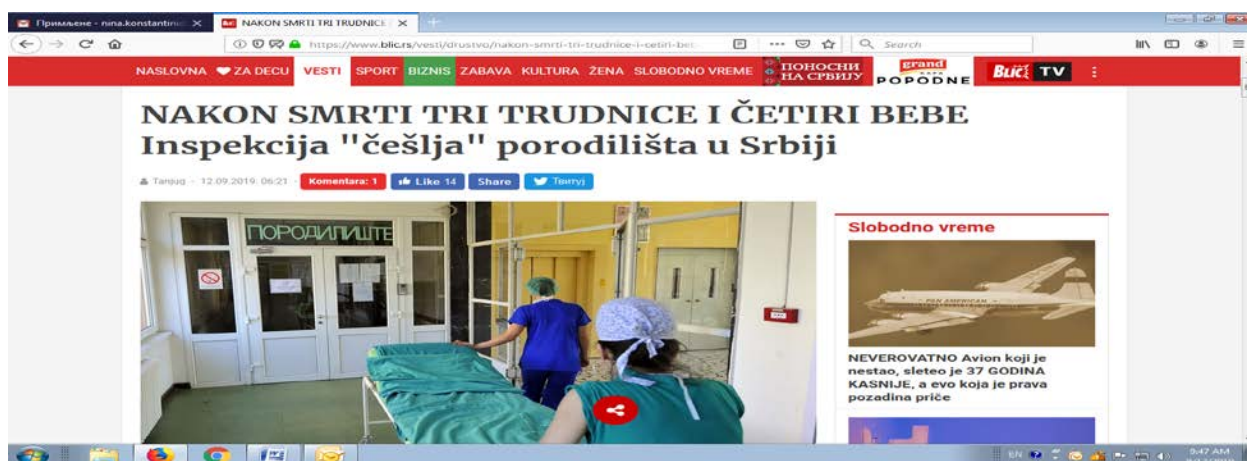 Примљене - nina.konstantino
NAKON SMRTI TRI TRUDNICE I
https://www.blic.rs/vesti/drustvo/nakon-smrti-tri-trudnice-i-cetiri-beb
Search
NASLOVNA ZA DECU VESTI SPORT BIZNIS ZABAVA KULTURA ŽENA SLOBODNO VREME ПОНОСНИ НА СРБИЈУ grand POPODNE Blic TV
NAKON SMRTI TRI TRUDNICE I ČETIRI BEBE
Inspekcija "češlja" porodilišta u Srbiji
Tanjug - 12.09.2019. 06:21 Komentara: 1 Like 14 Share Твитуј
ПОРОДИЛИШТЕ
Slobodno vreme
PAN AMERICAN
NEVEROVATNO Avion koji je
nestao, sleteo je 37 GODINA
KASNIJE, a evo koja je prava
pozadina priče
EN
9:47 AM